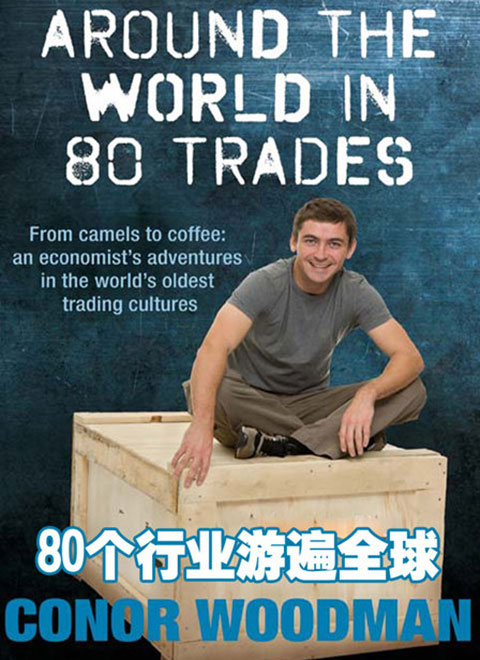 AROUND THE
WORLD IN
80 TRADES
From camels to coffee:
an economist's adventures
in the world's oldest
trading cultures
80个行业游遍全球
CONOR WOODMAN